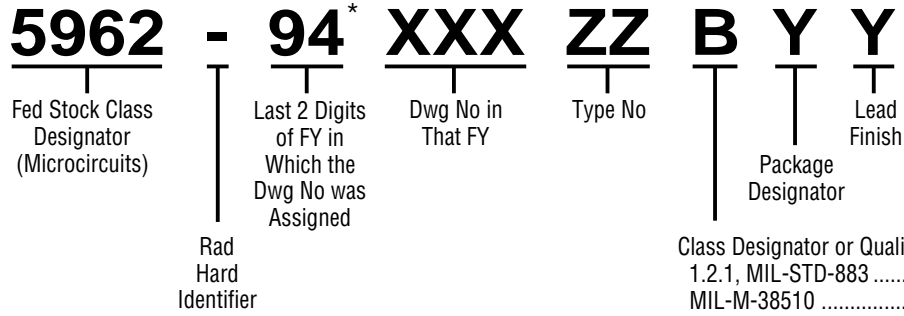 5962 - 94* XXX ZZ B Y Y
Fed Stock Class
Designator
(Microcircuits)
Last 2 Digits
of FY in
Which the
Dwg No was
Assigned
Dwg No in
That FY
Type No
Lead
Finish
Package
Designator
Rad
Hard
Identifier
Class Designator or Quali
1.2.1, MIL-STD-883 ......
MIL-M-38510 ...............